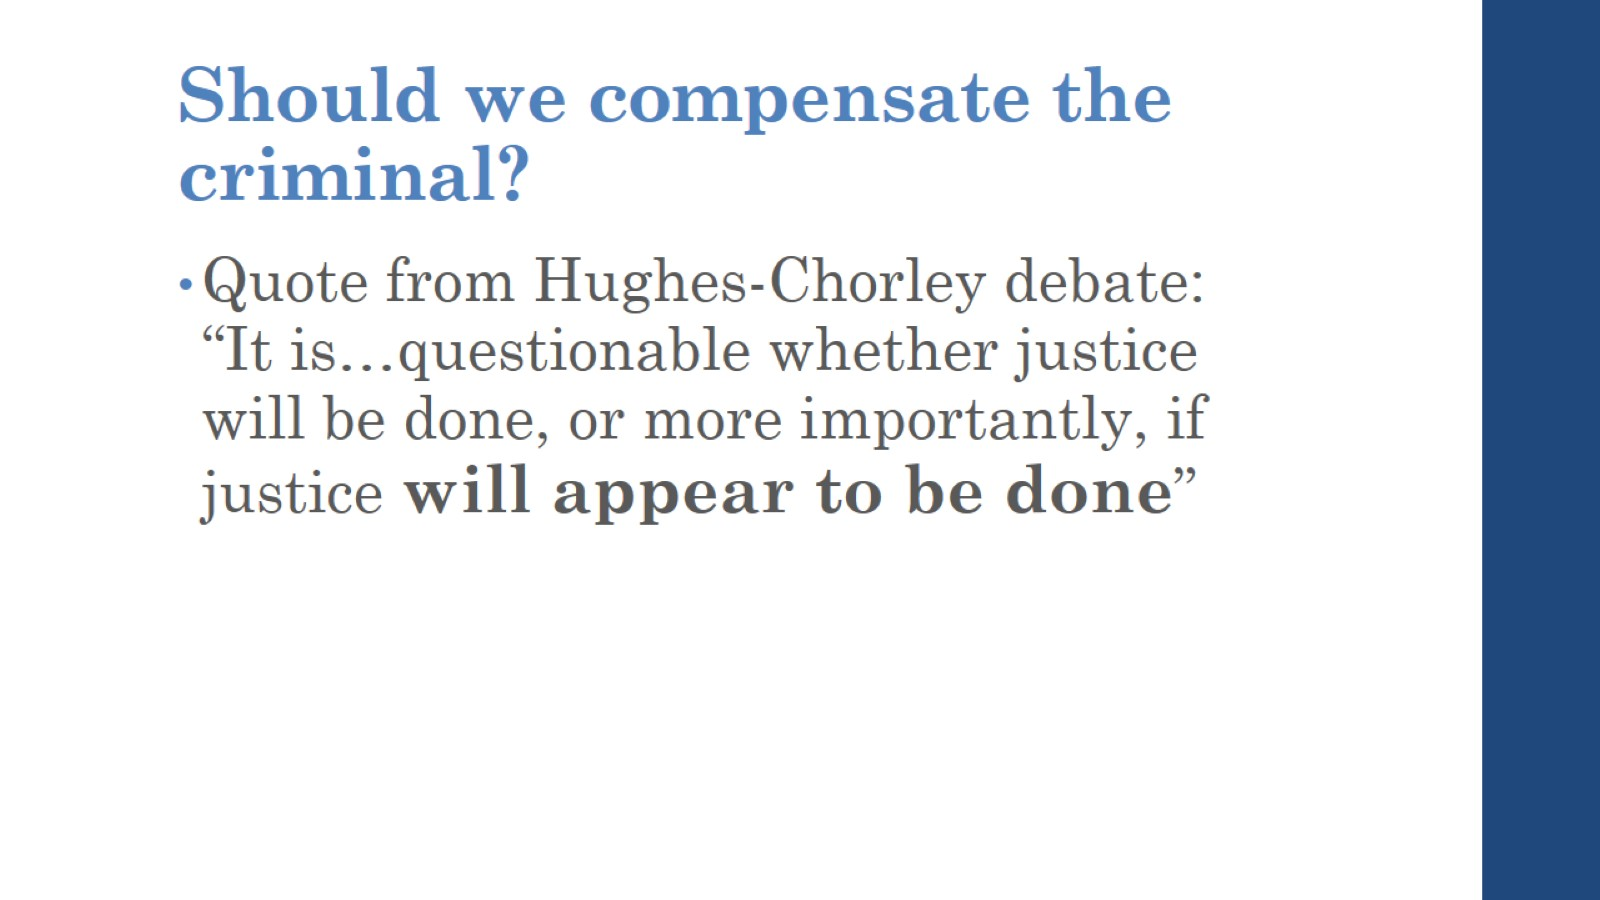 Should we compensate the
criminal?
• Quote from Hughes-Chorley debate:
“It is…questionable whether justice
will be done, or more importantly, if
justice will appear to be done”